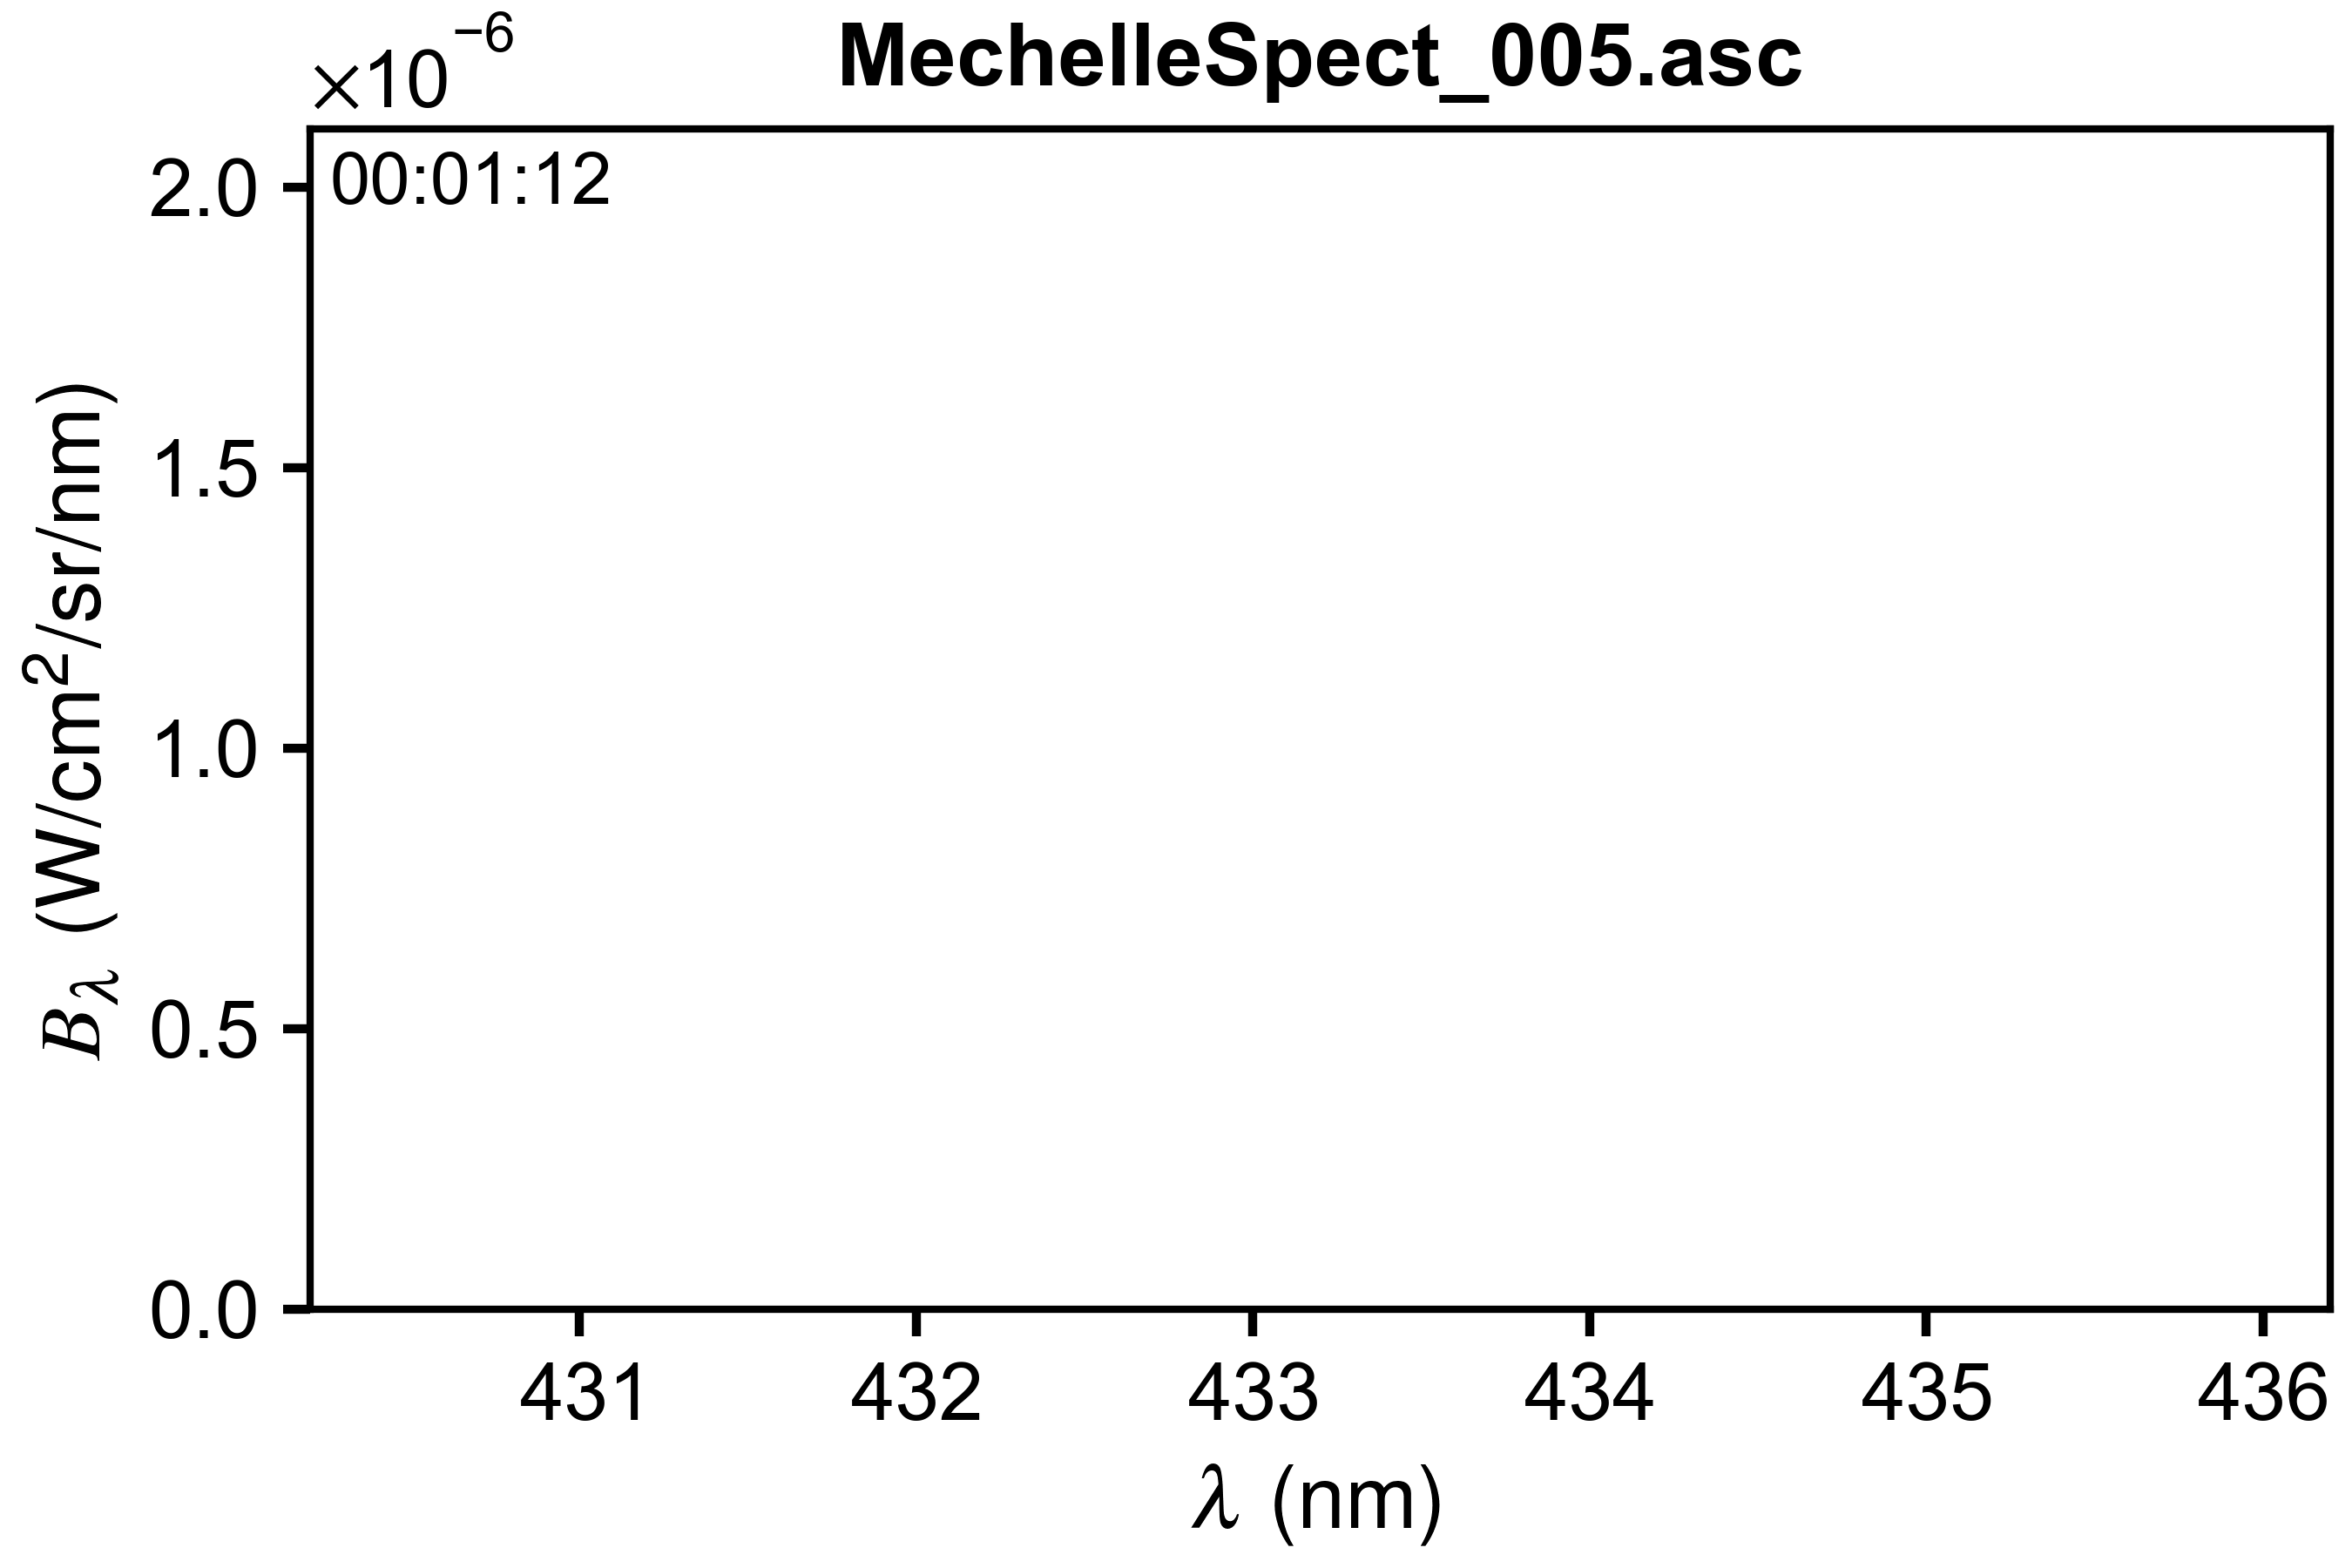 MechelleSpect_005.asc
×10⁻⁶
00:01:12
2.0
1.5
1.0
0.5
0.0
B_λ (W/cm²/sr/nm)
431 432 433 434 435 436
λ (nm)